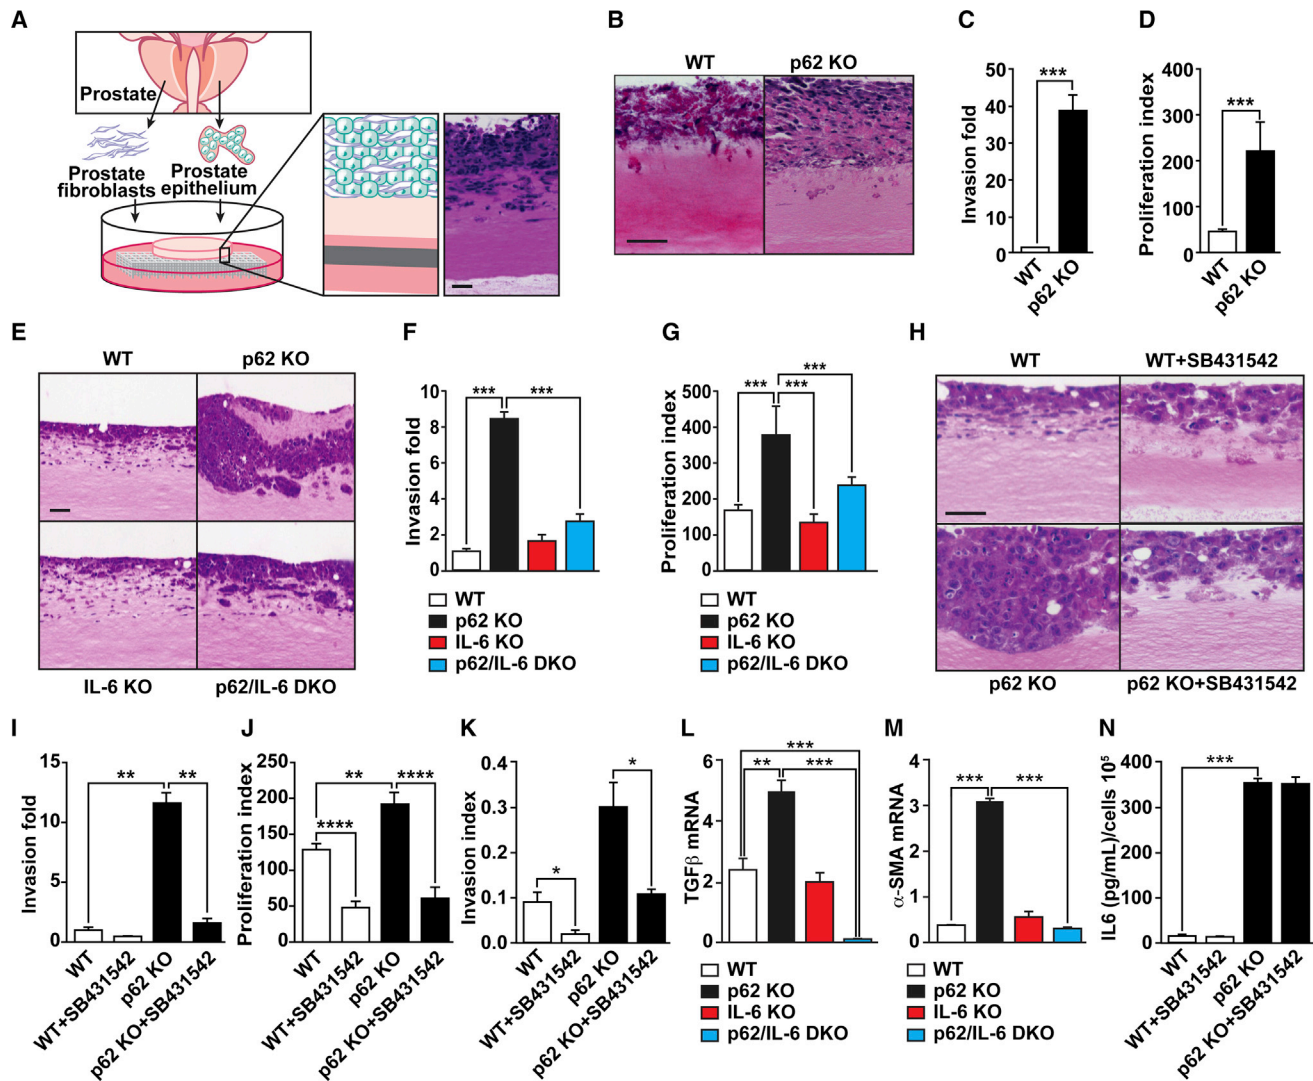 A
Prostate
Prostate
fibroblasts
Prostate
epithelium
B
WT
p62 KO
C
Invasion fold
50
40
30
20
10
0
***
WT
p62 KO
D
Proliferation index
400
300
200
100
0
***
WT
p62 KO
E
WT
p62 KO
IL-6 KO
p62/IL-6 DKO
F
Invasion fold
10
8
6
4
2
0
***
***
WT
p62 KO
IL-6 KO
p62/IL-6 DKO
G
Proliferation index
500
400
300
200
100
0
***
***
***
WT
p62 KO
IL-6 KO
p62/IL-6 DKO
H
WT
WT+SB431542
p62 KO
p62 KO+SB431542
I
Invasion fold
15
10
5
0
**
**
WT
WT+SB431542
p62 KO
p62 KO+SB431542
J
Proliferation index
250
200
150
100
50
0
**
****
****
WT
WT+SB431542
p62 KO
p62 KO+SB431542
K
Invasion index
0.4
0.3
0.2
0.1
0.0
*
*
WT
WT+SB431542
p62 KO
p62 KO+SB431542
L
TGFβ mRNA
6
4
2
0
***
**
***
WT
p62 KO
IL-6 KO
p62/IL-6 DKO
M
α-SMA mRNA
4
3
2
1
0
***
***
WT
p62 KO
IL-6 KO
p62/IL-6 DKO
N
IL6 (pg/mL)/cells 10⁵
400
300
200
100
0
***
WT
WT+SB431542
p62 KO
p62 KO+SB431542